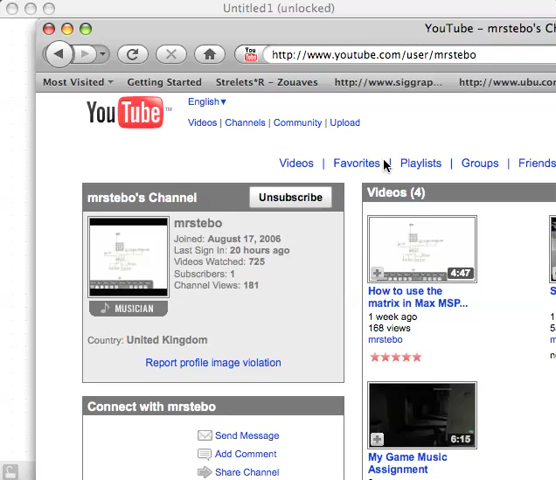 Untitled1 (unlocked)
YouTube - mrstebo's Ch
http://www.youtube.com/user/mrstebo
Most Visited
Getting Started
Strelets*R - Zouaves
http://www.siggrap...
http://www.ubu.com
YouTube
English
Videos | Channels | Community | Upload
Videos | Favorites | Playlists | Groups | Friends
mrstebo's Channel
Unsubscribe
mrstebo
Joined: August 17, 2006
Last Sign In: 20 hours ago
Videos Watched: 725
Subscribers: 1
Channel Views: 181
MUSICIAN
Country: United Kingdom
Report profile image violation
Connect with mrstebo
Send Message
Add Comment
Share Channel
Videos (4)
4:47
How to use the
matrix in Max MSP...
1 week ago
168 views
mrstebo
6:15
My Game Music
Assignment